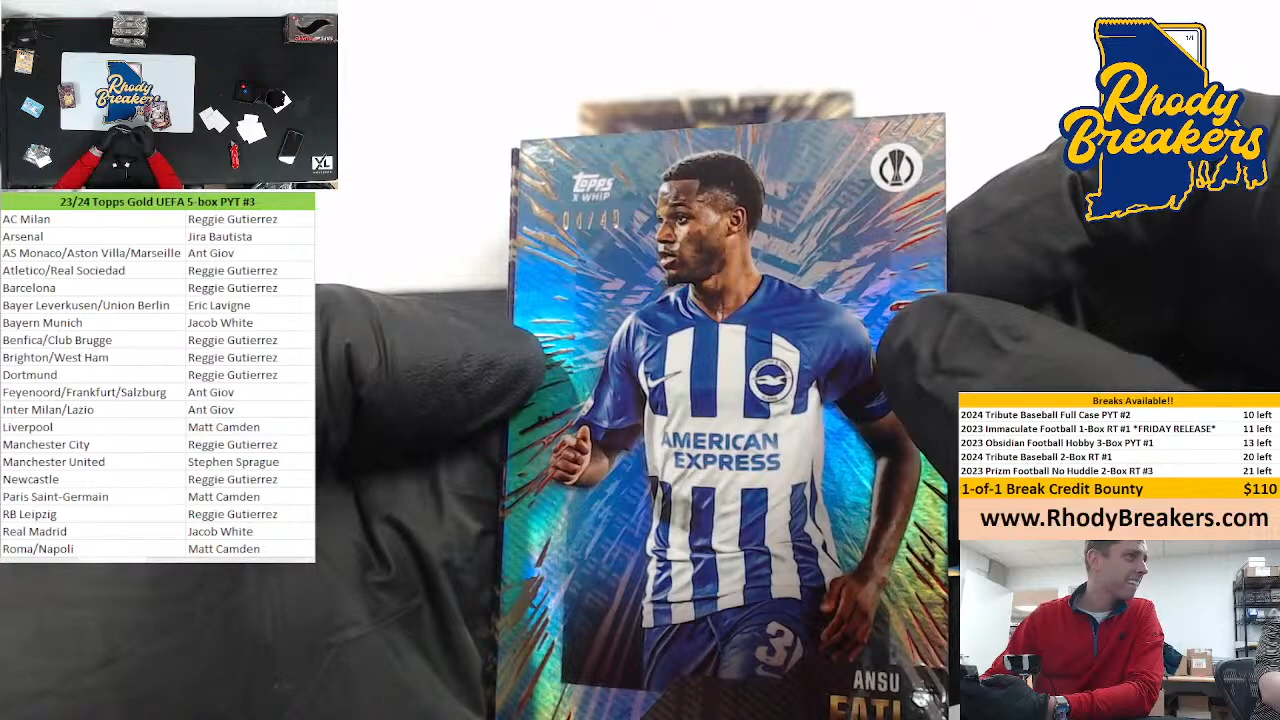 Rhody
Breakers
XL
23/24 Topps Gold UEFA 5-box PYT #3
AC Milan Reggie Gutierrez
Arsenal Jira Bautista
AS Monaco/Aston Villa/Marseille Ant Giov
Atletico/Real Sociedad Reggie Gutierrez
Barcelona Reggie Gutierrez
Bayer Leverkusen/Union Berlin Eric Lavigne
Bayern Munich Jacob White
Benfica/Club Brugge Reggie Gutierrez
Brighton/West Ham Reggie Gutierrez
Dortmund Reggie Gutierrez
Feyenoord/Frankfurt/Salzburg Ant Giov
Inter Milan/Lazio Ant Giov
Liverpool Matt Camden
Manchester City Reggie Gutierrez
Manchester United Stephen Sprague
Newcastle Reggie Gutierrez
Paris Saint-Germain Matt Camden
RB Leipzig Reggie Gutierrez
Real Madrid Jacob White
Roma/Napoli Matt Camden
topps
X WHIP
04/49
AMERICAN
EXPRESS
3
ANSU
FATI
1/1
Rhody
Breakers
Breaks Available!!
2024 Tribute Baseball Full Case PYT #2 10 left
2023 Immaculate Football 1-Box RT #1 *FRIDAY RELEASE* 11 left
2023 Obsidian Football Hobby 3-Box PYT #1 13 left
2024 Tribute Baseball 2-Box RT #1 20 left
2023 Prizm Football No Huddle 2-Box RT #3 21 left
1-of-1 Break Credit Bounty $110
www.RhodyBreakers.com